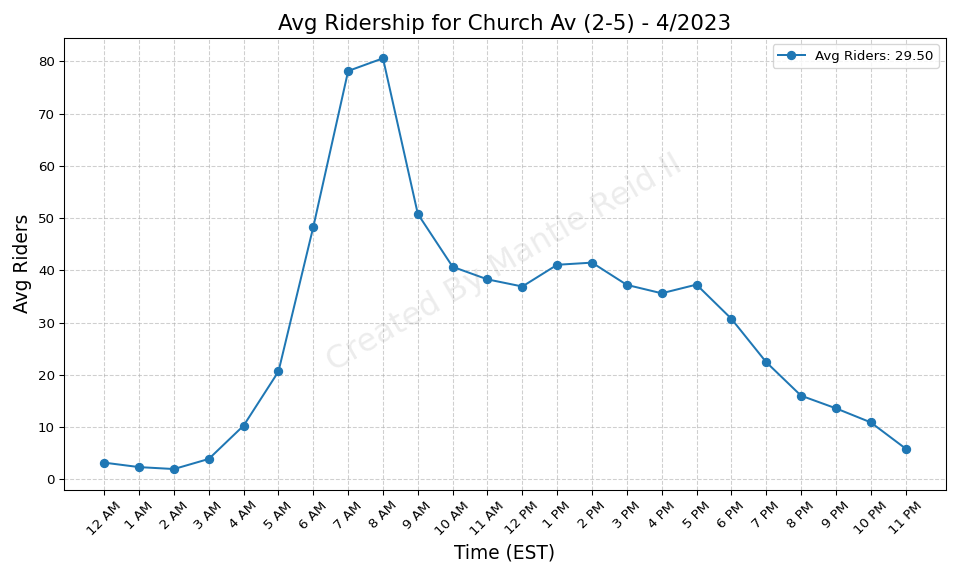 Avg Ridership for Church Av (2-5) - 4/2023
Avg Riders: 29.50
Avg Riders
80
70
60
50
40
30
20
10
0
Created By Mantie Reid II
12 AM
1 AM
2 AM
3 AM
4 AM
5 AM
6 AM
7 AM
8 AM
9 AM
10 AM
11 AM
12 PM
1 PM
2 PM
3 PM
4 PM
5 PM
6 PM
7 PM
8 PM
9 PM
10 PM
11 PM
Time (EST)